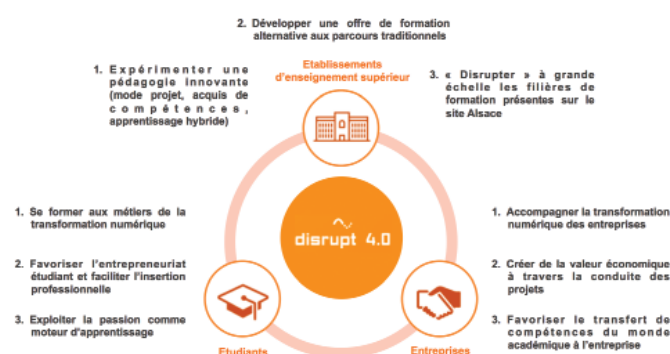 2. Développer une offre de formation
alternative aux parcours traditionnels
Etablissements
d'enseignement supérieur
1. Expérimenter une
pédagogie innovante
(mode projet, acquis de
compétences,
apprentissage hybride)
3. « Disrupter » à grande
échelle les filières de
formation présentes sur le
site Alsace
disrupt 4.0
1. Se former aux métiers de la
transformation numérique
2. Favoriser l'entrepreneuriat
étudiant et faciliter l'insertion
professionnelle
3. Exploiter la passion comme
moteur d'apprentissage
Etudiants
1. Accompagner la transformation
numérique des entreprises
2. Créer de la valeur économique
à travers la conduite des
projets
3. Favoriser le transfert de
compétences du monde
académique à l'entreprise
Entreprises